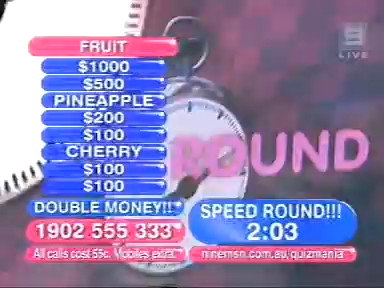 LIVE
FRUIT
$1000
$500
PINEAPPLE
$200
$100
CHERRY
$100
$100
ROUND
DOUBLE MONEY!!!
1902 555 333
All calls cost 55c. Mobiles extra.
SPEED ROUND!!!
2:03
ninemsn.com.au/quizmania